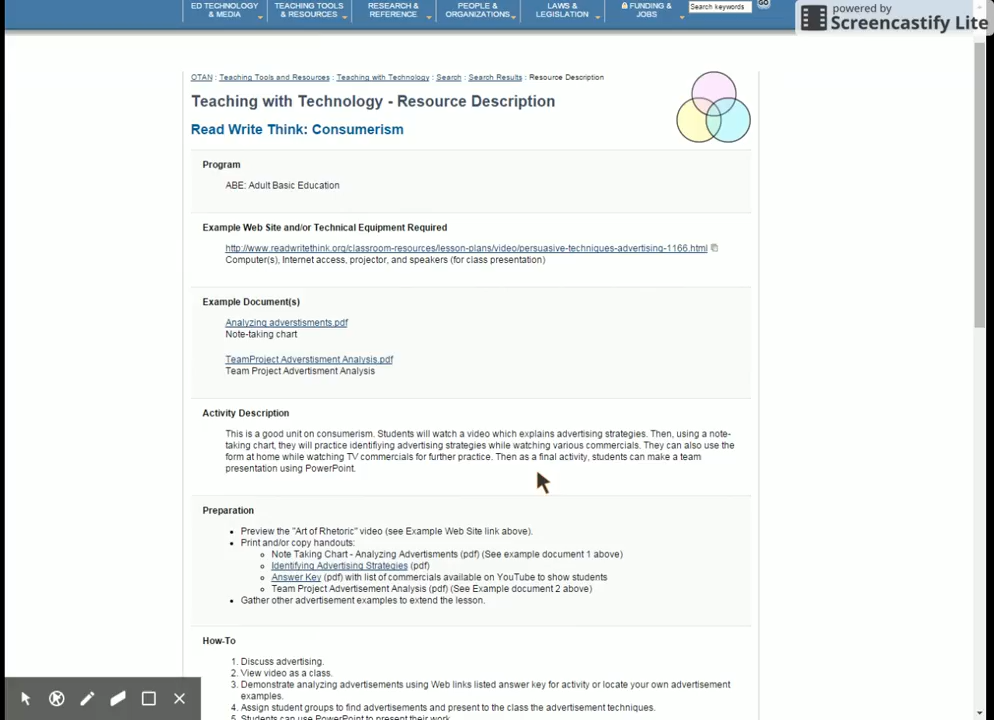 ED TECHNOLOGY & MEDIA
TEACHING TOOLS & RESOURCES
RESEARCH & REFERENCE
PEOPLE & ORGANIZATIONS
LAWS & LEGISLATION
FUNDING & JOBS
Search keywords
GO
powered by
Screencastify Lite
OTAN : Teaching Tools and Resources : Teaching with Technology : Search : Search Results : Resource Description
Teaching with Technology - Resource Description
Read Write Think: Consumerism
Program
ABE: Adult Basic Education
Example Web Site and/or Technical Equipment Required
http://www.readwritethink.org/classroom-resources/lesson-plans/video/persuasive-techniques-advertising-1166.html
Computer(s), Internet access, projector, and speakers (for class presentation)
Example Document(s)
Analyzing adverstisments.pdf
Note-taking chart
TeamProject Adverstisment Analysis.pdf
Team Project Advertisment Analysis
Activity Description
This is a good unit on consumerism. Students will watch a video which explains advertising strategies. Then, using a note-
taking chart, they will practice identifiying advertising strategies while watching various commercials. They can also use the
form at home while watching TV commercials for further practice. Then as a final activity, students can make a team
presentation using PowerPoint.
Preparation
• Preview the "Art of Rhetoric" video (see Example Web Site link above).
• Print and/or copy handouts:
Note Taking Chart - Analyzing Advertisments (pdf) (See example document 1 above)
Identifying Advertising Strategies (pdf)
Answer Key (pdf) with list of commercials available on YouTube to show students
Team Project Advertisement Analysis (pdf) (See Example document 2 above)
• Gather other advertisement examples to extend the lesson.
How-To
1. Discuss advertising.
2. View video as a class.
3. Demonstrate analyzing advertisements using Web links listed answer key for activity or locate your own advertisement
examples.
4. Assign student groups to find advertisements and present to the class the advertisement techniques.
5. Students can use PowerPoint to present their work.